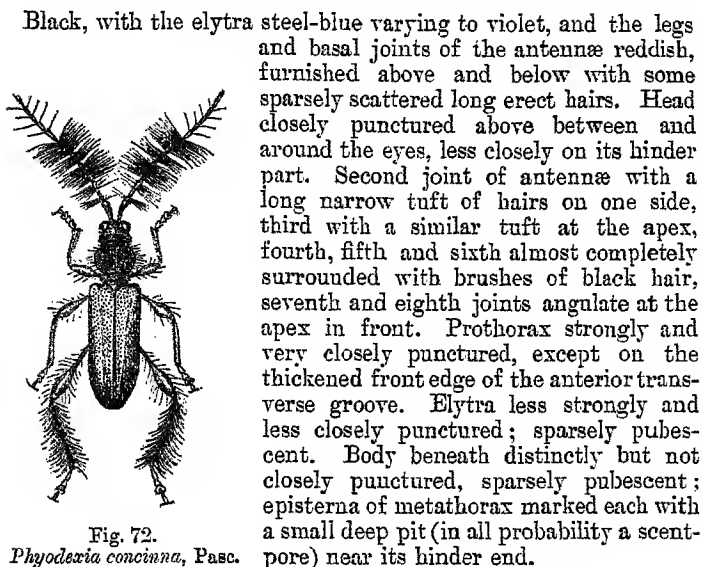 Black, with the elytra steel-blue varying to violet, and the legs
and basal joints of the antennæ reddish,
furnished above and below with some
sparsely scattered long erect hairs. Head
closely punctured above between and
around the eyes, less closely on its hinder
part. Second joint of antennæ with a
long narrow tuft of hairs on one side,
third with a similar tuft at the apex,
fourth, fifth and sixth almost completely
surrounded with brushes of black hair,
seventh and eighth joints angulate at the
apex in front. Prothorax strongly and
very closely punctured, except on the
thickened front edge of the anterior trans-
verse groove. Elytra less strongly and
less closely punctured; sparsely pubes-
cent. Body beneath distinctly but not
closely punctured, sparsely pubescent;
episterna of metathorax marked each with
a small deep pit (in all probability a scent-
pore) near its hinder end.
Fig. 72.
Phyodexia concinna, Pasc.